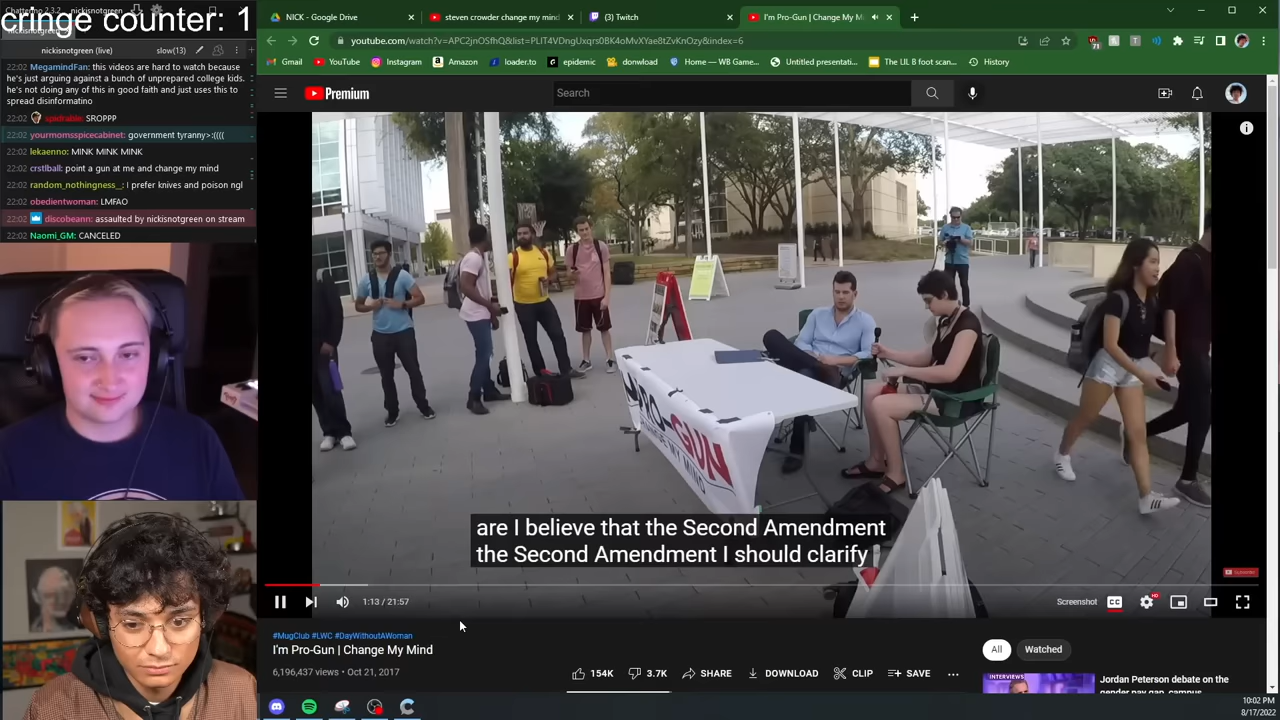 cringe counter: 1
nickisnotgreen (live)
slow(13)
22:02 MegamindFan: this videos are hard to watch because
he's just arguing against a bunch of unprepared college kids.
he's not doing any of this in good faith and just uses this to
spread disinformatino
22:02 spidrabie: SROPPP
22:02 yourmomsspicecabinet: government tyranny>:((((
22:02 lekaenno: MINK MINK MINK
22:02 crstlball: point a gun at me and change my mind
22:02 random_nothingness_: I prefer knives and poison ngl
22:02 obedientwoman: LMFAO
22:02 discobeann: assaulted by nickisnotgreen on stream
22:02 Naomi_GM: CANCELED
NICK - Google Drive
steven crowder change my mind
(3) Twitch
I'm Pro-Gun | Change My M
youtube.com/watch?v=APC2jnOSfhQ&list=PLIT4VDngUxqrs0BK4oMvXYae8tZvKnOzy&index=6
71
Gmail
YouTube
Instagram
Amazon
loader.to
epidemic
donwload
Home — WB Game...
Untitled presentati...
The LIL B foot scan...
History
Premium
Search
PRO-GUN
CHANGE MY MIND
are I believe that the Second Amendment
the Second Amendment I should clarify
1:13 / 21:57
Screenshot
CC
HD
#MugClub #LWC #DayWithoutAWoman
I'm Pro-Gun | Change My Mind
6,196,437 views • Oct 21, 2017
154K
3.7K
SHARE
DOWNLOAD
CLIP
SAVE
All
Watched
INTERVIEWS
Jordan Peterson debate on the
gender pay gap, campus
10:02 PM
8/17/2022